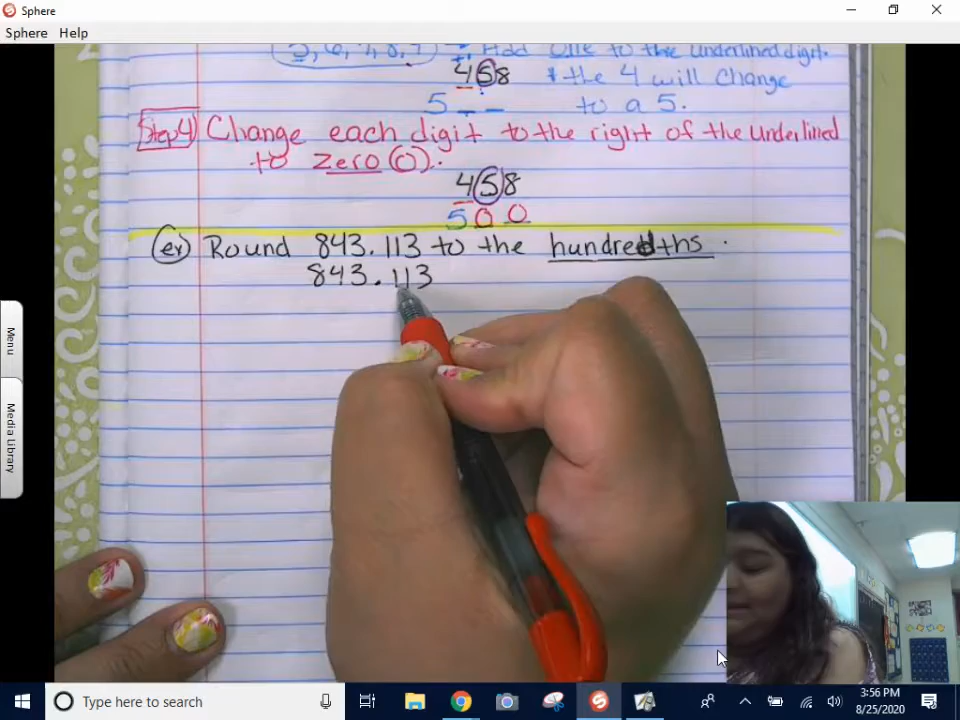 Sphere
Sphere Help
Add one to the underlined digit.
458 & the 4 will change
5 _ _ to a 5.
Step 4 Change each digit to the right of the underlined
to zero (0).
458
500
ex Round 843.113 to the hundredths.
843.113
Menu
Media Library
Type here to search
3:56 PM
8/25/2020